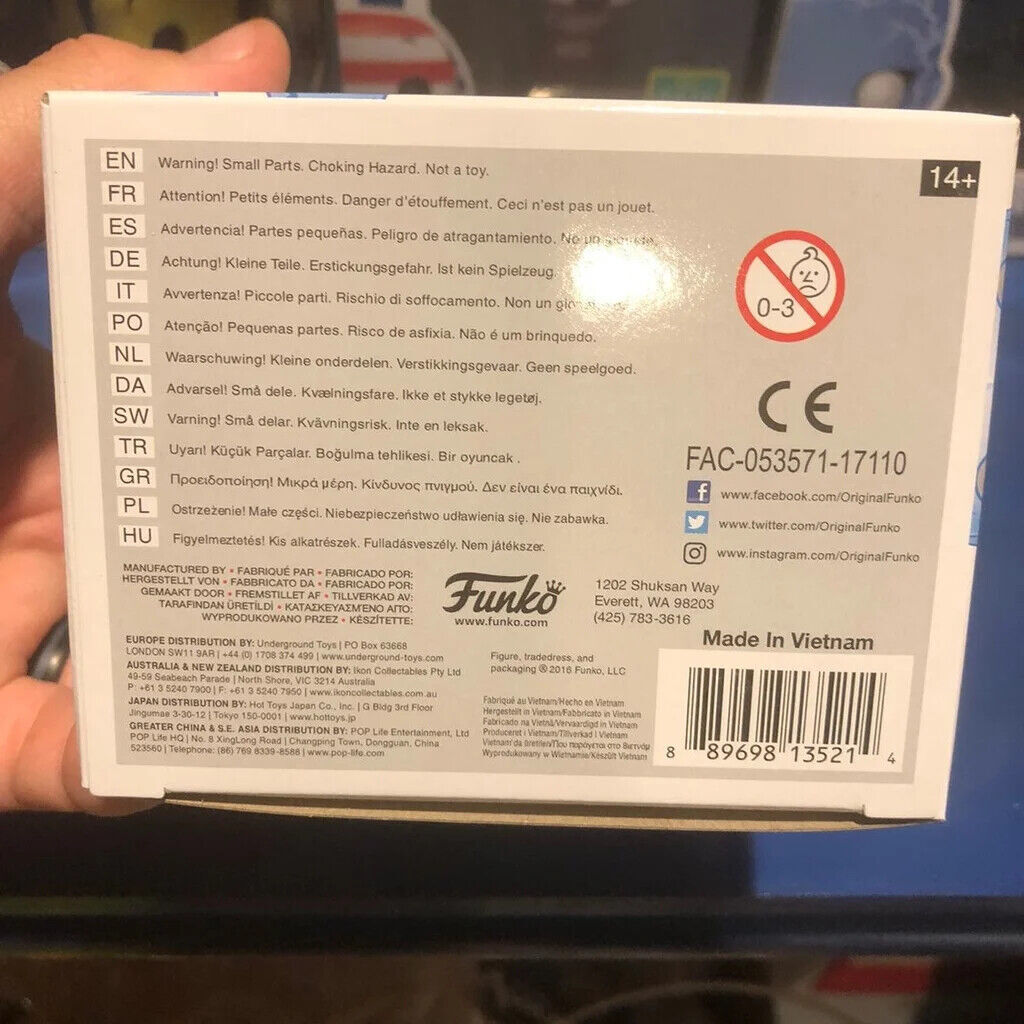 EN Warning! Small Parts. Choking Hazard. Not a toy.
FR Attention! Petits éléments. Danger d'étouffement. Ceci n'est pas un jouet.
ES Advertencia! Partes pequeñas. Peligro de atragantamiento. No un
DE Achtung! Kleine Teile. Erstickungsgefahr. Ist kein Spielzeug.
IT Avvertenza! Piccole parti. Rischio di soffocamento. Non un
PO Atenção! Pequenas partes. Risco de asfixia. Não é um brinquedo.
NL Waarschuwing! Kleine onderdelen. Verstikkingsgevaar. Geen speelgoed.
DA Advarsel! Små dele. Kvælningsfare. Ikke et stykke legetøj.
SW Varning! Små delar. Kvävningsrisk. Inte en leksak.
TR Uyarı! Küçük Parçalar. Boğulma tehlikesi. Bir oyuncak .
GR Προειδοποίηση! Μικρά μέρη. Κίνδυνος πνιγμού. Δεν είναι ένα παιχνίδι.
PL Ostrzeżenie! Małe części. Niebezpieczeństwo udławienia się. Nie zabawka.
HU Figyelmeztetés! Kis alkatrészek. Fulladásveszély. Nem játékszer.
14+
0-3
CE
FAC-053571-17110
www.facebook.com/OriginalFunko
www.twitter.com/OriginalFunko
www.instagram.com/OriginalFunko
MANUFACTURED BY • FABRIQUÉ PAR • FABRICADO POR:
HERGESTELLT VON • FABBRICATO DA • FABRICADO POR:
GEMAAKT DOOR • FREMSTILLET AF • TILLVERKAD AV:
TARAFINDAN ÜRETİLDİ • ΚΑΤΑΣΚΕΥΑΣΜΈΝΟ ΑΠΌ:
WYPRODUKOWANO PRZEZ • KÉSZÍTETTE:
Funko
www.funko.com
1202 Shuksan Way
Everett, WA 98203
(425) 783-3616
EUROPE DISTRIBUTION BY: Underground Toys | PO Box 63668
LONDON SW11 9AR | +44 (0) 1708 374 499 | www.underground-toys.com
AUSTRALIA & NEW ZEALAND DISTRIBUTION BY: Ikon Collectables Pty Ltd
49-59 Seabeach Parade | North Shore, VIC 3214 Australia
P: +61 3 5240 7900 | F: +61 3 5240 7950 | www.ikoncollectables.com.au
JAPAN DISTRIBUTION BY: Hot Toys Japan Co., Inc. | G Bldg 3rd Floor
Jingumae 3-30-12 | Tokyo 150-0001 | www.hottoys.jp
GREATER CHINA & S.E. ASIA DISTRIBUTION BY: POP Life Entertainment, Ltd
POP Life HQ | No. 8 XingLong Road | Changping Town, Dongguan. China
523560 | Telephone: (86) 769 8339-8588 | www.pop-life.com
Figure, tradedress, and
packaging ® 2016 Funko, LLC
Fabriqué au Vietnam/Hecho en Vietnam
Hergestellt in Vietnam/Fabbricato in Vietnam
Fabricado na Vietnã/Vervaardigd in Vietnam
Produceret i Vietnam/Tillverkad i Vietnam
Vietnam'da üretilen/Που παράγεται στο Βιετνάμ
Wyprodukowany w Wietnamie/Készült Vietnam
Made In Vietnam
8 89698 13521 4